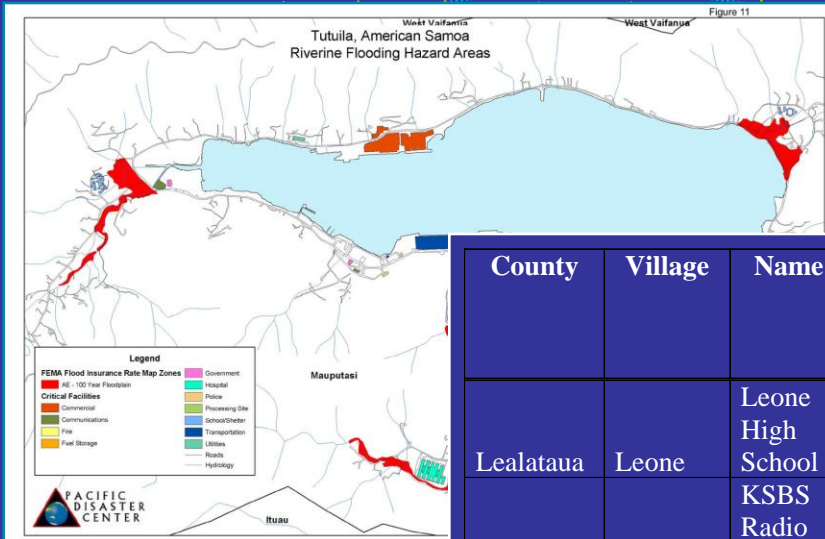 Figure 11
West Vaifanua
West Vaifanua
Tutuila, American Samoa
Riverine Flooding Hazard Areas
Mauputasi
Ituau
Legend
FEMA Flood Insurance Rate Map Zones
AE - 100 Year Floodplain
Critical Facilities
Commercial
Communications
Fire
Fuel Storage
Government
Hospital
Police
Processing Site
School/Shelter
Transportation
Utilities
Roads
Hydrology
PACIFIC
DISASTER
CENTER
County Village Name
Lealataua Leone Leone
High
School
KSBS
Radio